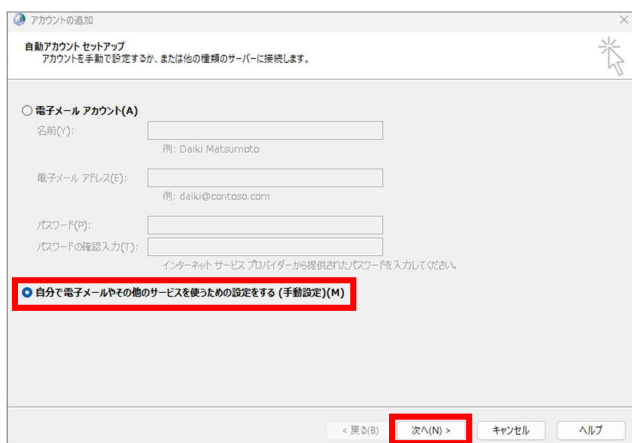 アカウントの追加
自動アカウント セットアップ
アカウントを手動で設定するか、または他の種類のサーバーに接続します。
電子メール アカウント(A)
名前(Y):
例: Daiki Matsumoto
電子メール アドレス(E):
例: daiki@contoso.com
パスワード(P):
パスワードの確認入力(T):
インターネット サービス プロバイダーから提供されたパスワードを入力してください。
自分で電子メールやその他のサービスを使うための設定をする (手動設定)(M)
< 戻る(B) 次へ(N) > キャンセル ヘルプ